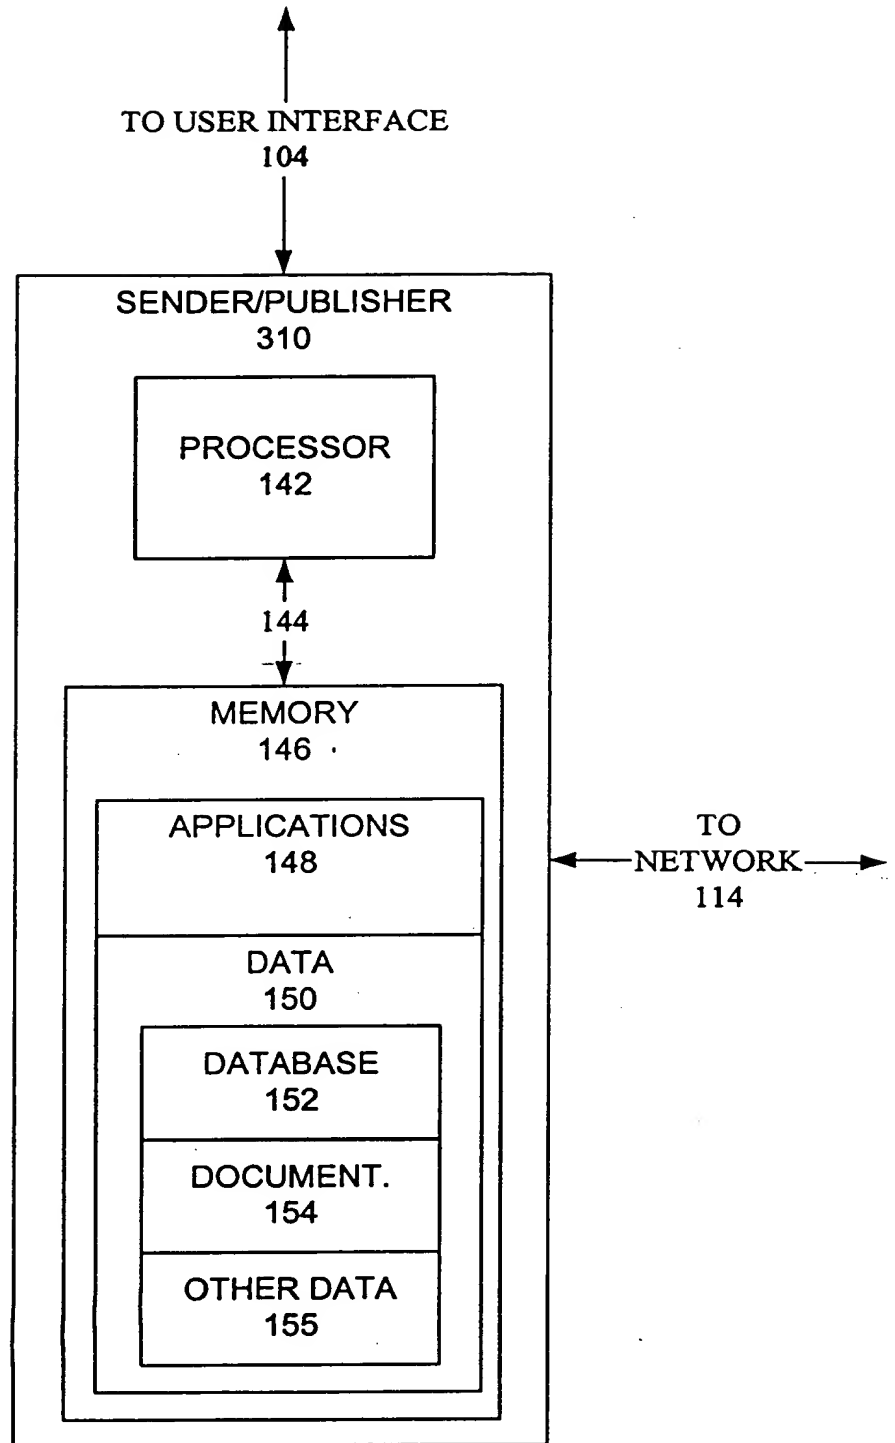 TO USER INTERFACE
104
SENDER/PUBLISHER
310
PROCESSOR
142
144
MEMORY
146
APPLICATIONS
148
TO
NETWORK
114
DATA
150
DATABASE
152
DOCUMENT.
154
OTHER DATA
155